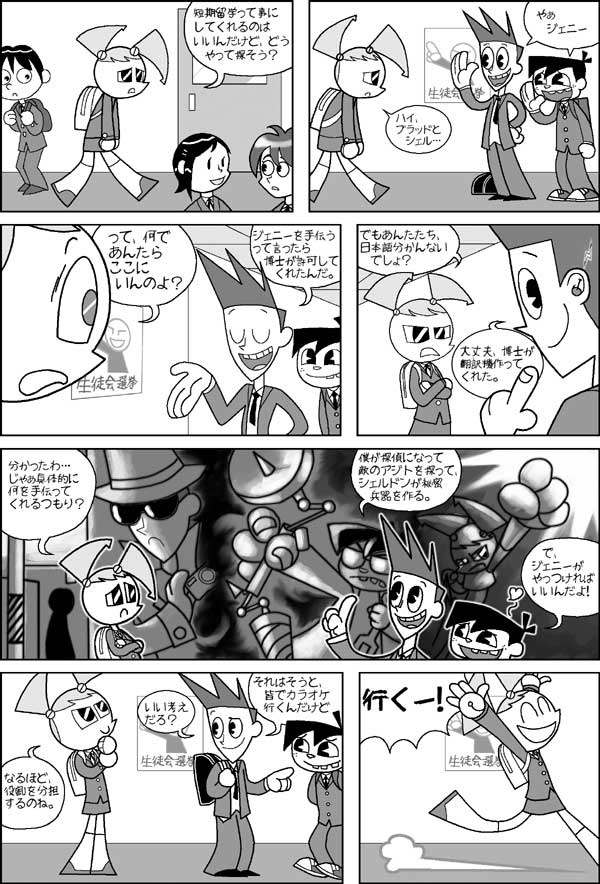 短期留学って事に
してくれるのは
いいんだけど、どう
やって探そう？
やぁ
ジェニー
ハイ、
ブラッドと
シェル…
生徒会選挙
って、何で
あんたら
ここに
いんのよ？
ジェニーを手伝う
って言ったら
博士が許可して
くれたんだ。
生徒会選挙
でもあんたたち、
日本語分かんない
でしょ？
大丈夫、博士が
翻訳機作って
くれた。
分かったわ…
じゃぁ具体的に
何を手伝って
くれるつもり？
僕が探偵になって
敵のアジトを探って、
シェルドンが秘密
兵器を作る。
で、
ジェニーが
やっつければ
いいんだよ！
なるほど、
役割を分担
するのね。
いい考え
だろ？
それはそうと、
皆でカラオケ
行くんだけど
生徒会選挙
行くー！